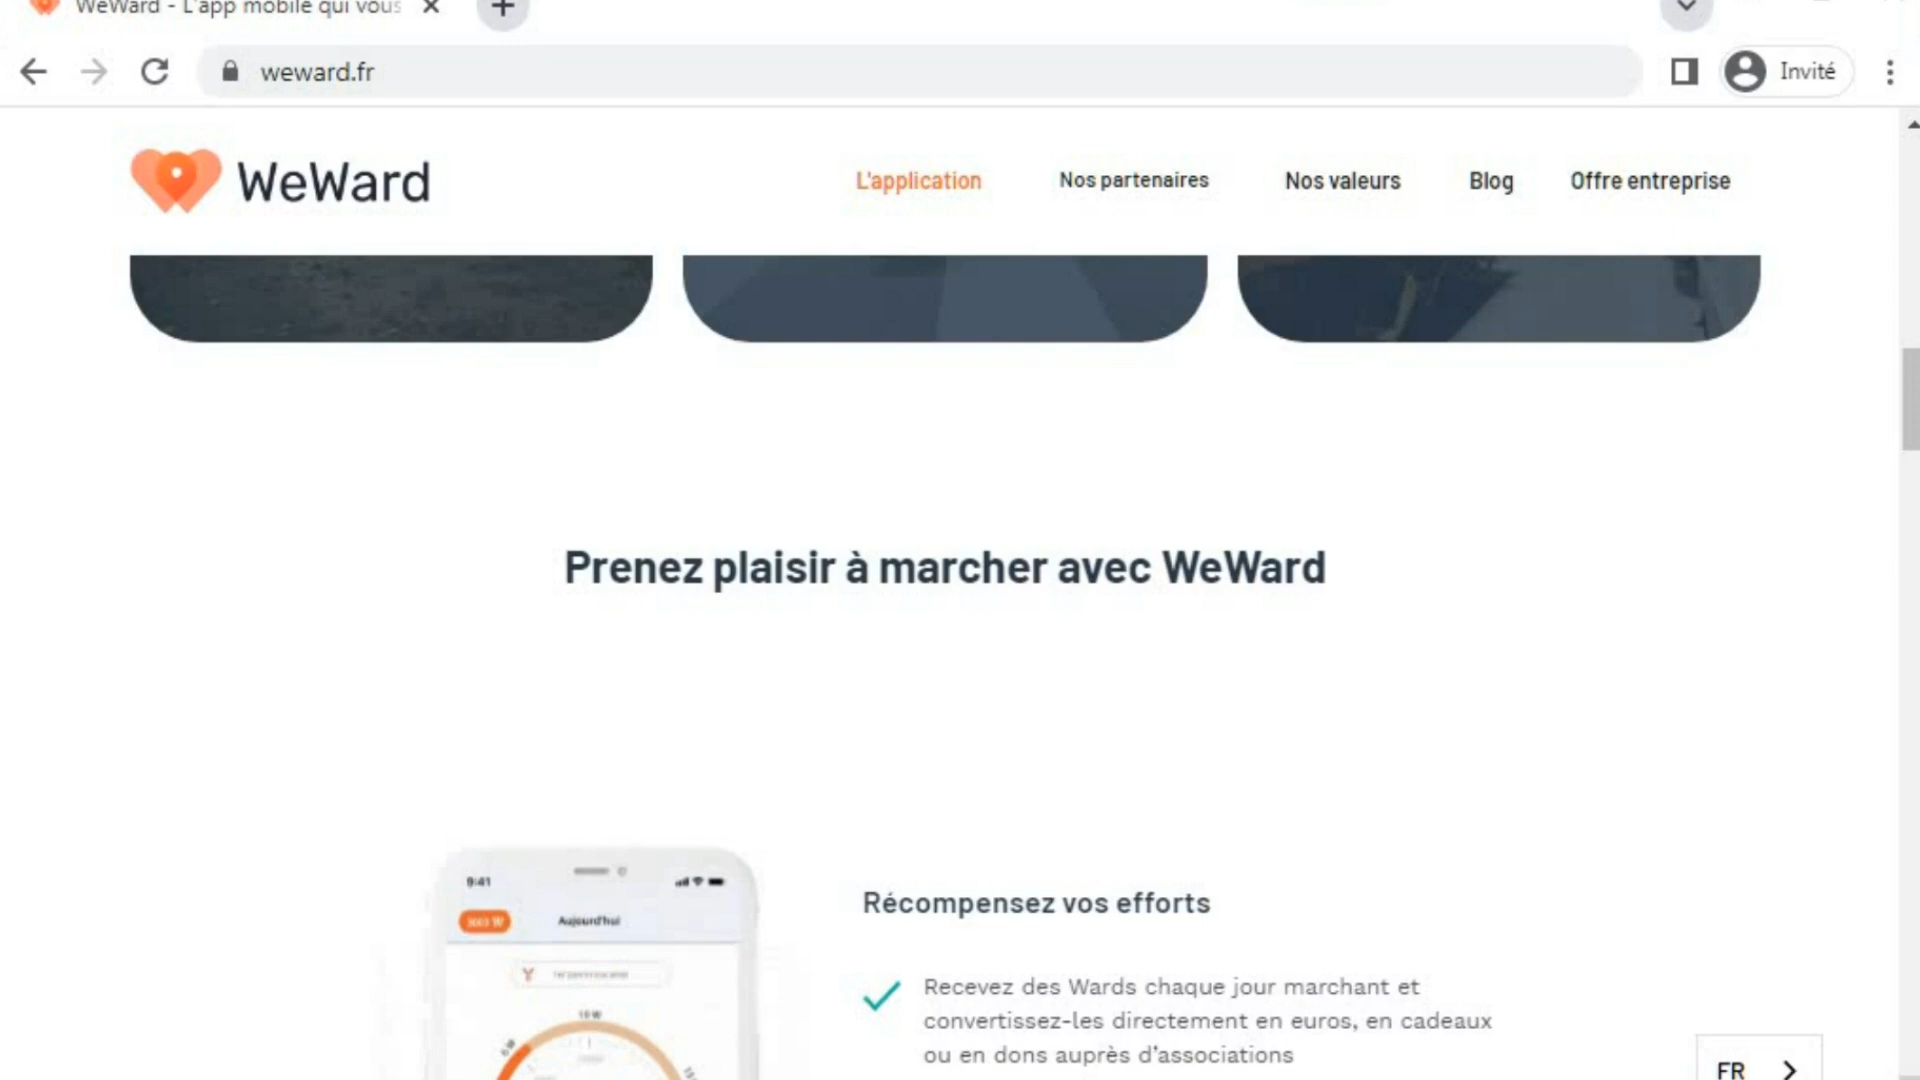 WeWard - L'app mobile qui vous
weward.fr
Invité
WeWard
L'application
Nos partenaires
Nos valeurs
Blog
Offre entreprise
Prenez plaisir à marcher avec WeWard
9:41
Aujourd'hui
Récompensez vos efforts
Recevez des Wards chaque jour marchant et
convertissez-les directement en euros, en cadeaux
ou en dons auprès d'associations
FR